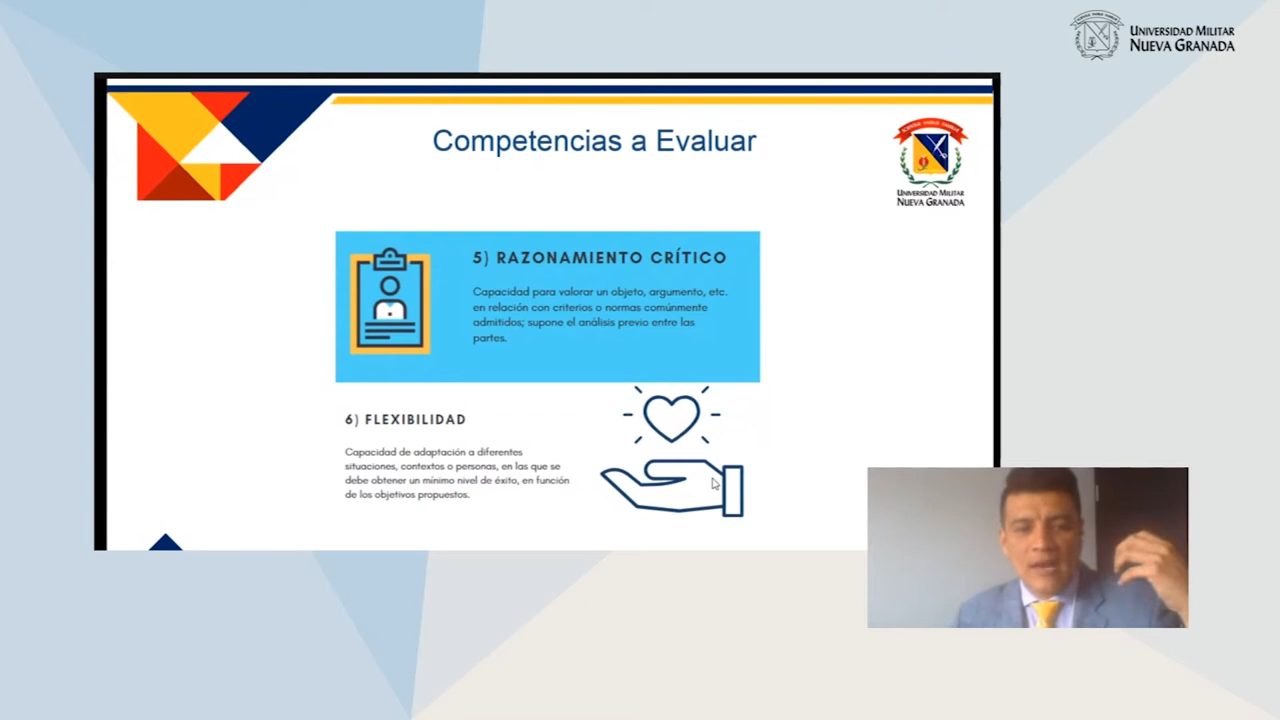 UNIVERSIDAD MILITAR
NUEVA GRANADA
Competencias a Evaluar
UNIVERSIDAD MILITAR
NUEVA GRANADA
5) RAZONAMIENTO CRÍTICO
Capacidad para valorar un objeto, argumento, etc.
en relación con criterios o normas comúnmente
admitidos; supone el análisis previo entre las
partes.
6) FLEXIBILIDAD
Capacidad de adaptación a diferentes
situaciones, contextos o personas, en las que se
debe obtener un mínimo nivel de éxito, en función
de los objetivos propuestos.